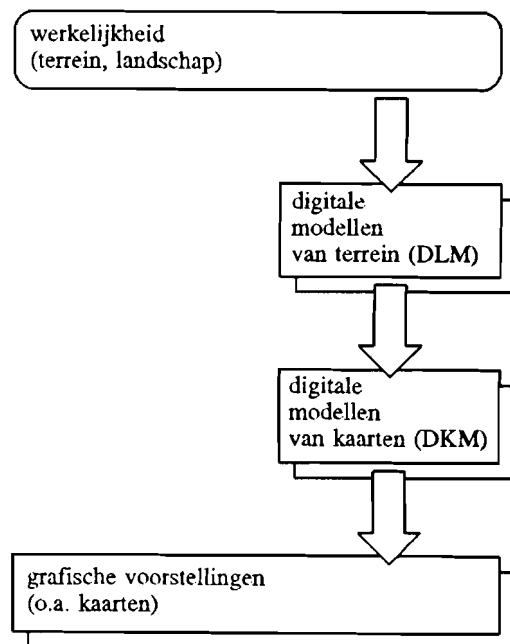 werkelijkheid
(terrein, landschap)
digitale
modellen
van terrein (DLM)
digitale
modellen
van kaarten (DKM)
grafische voorstellingen
(o.a. kaarten)